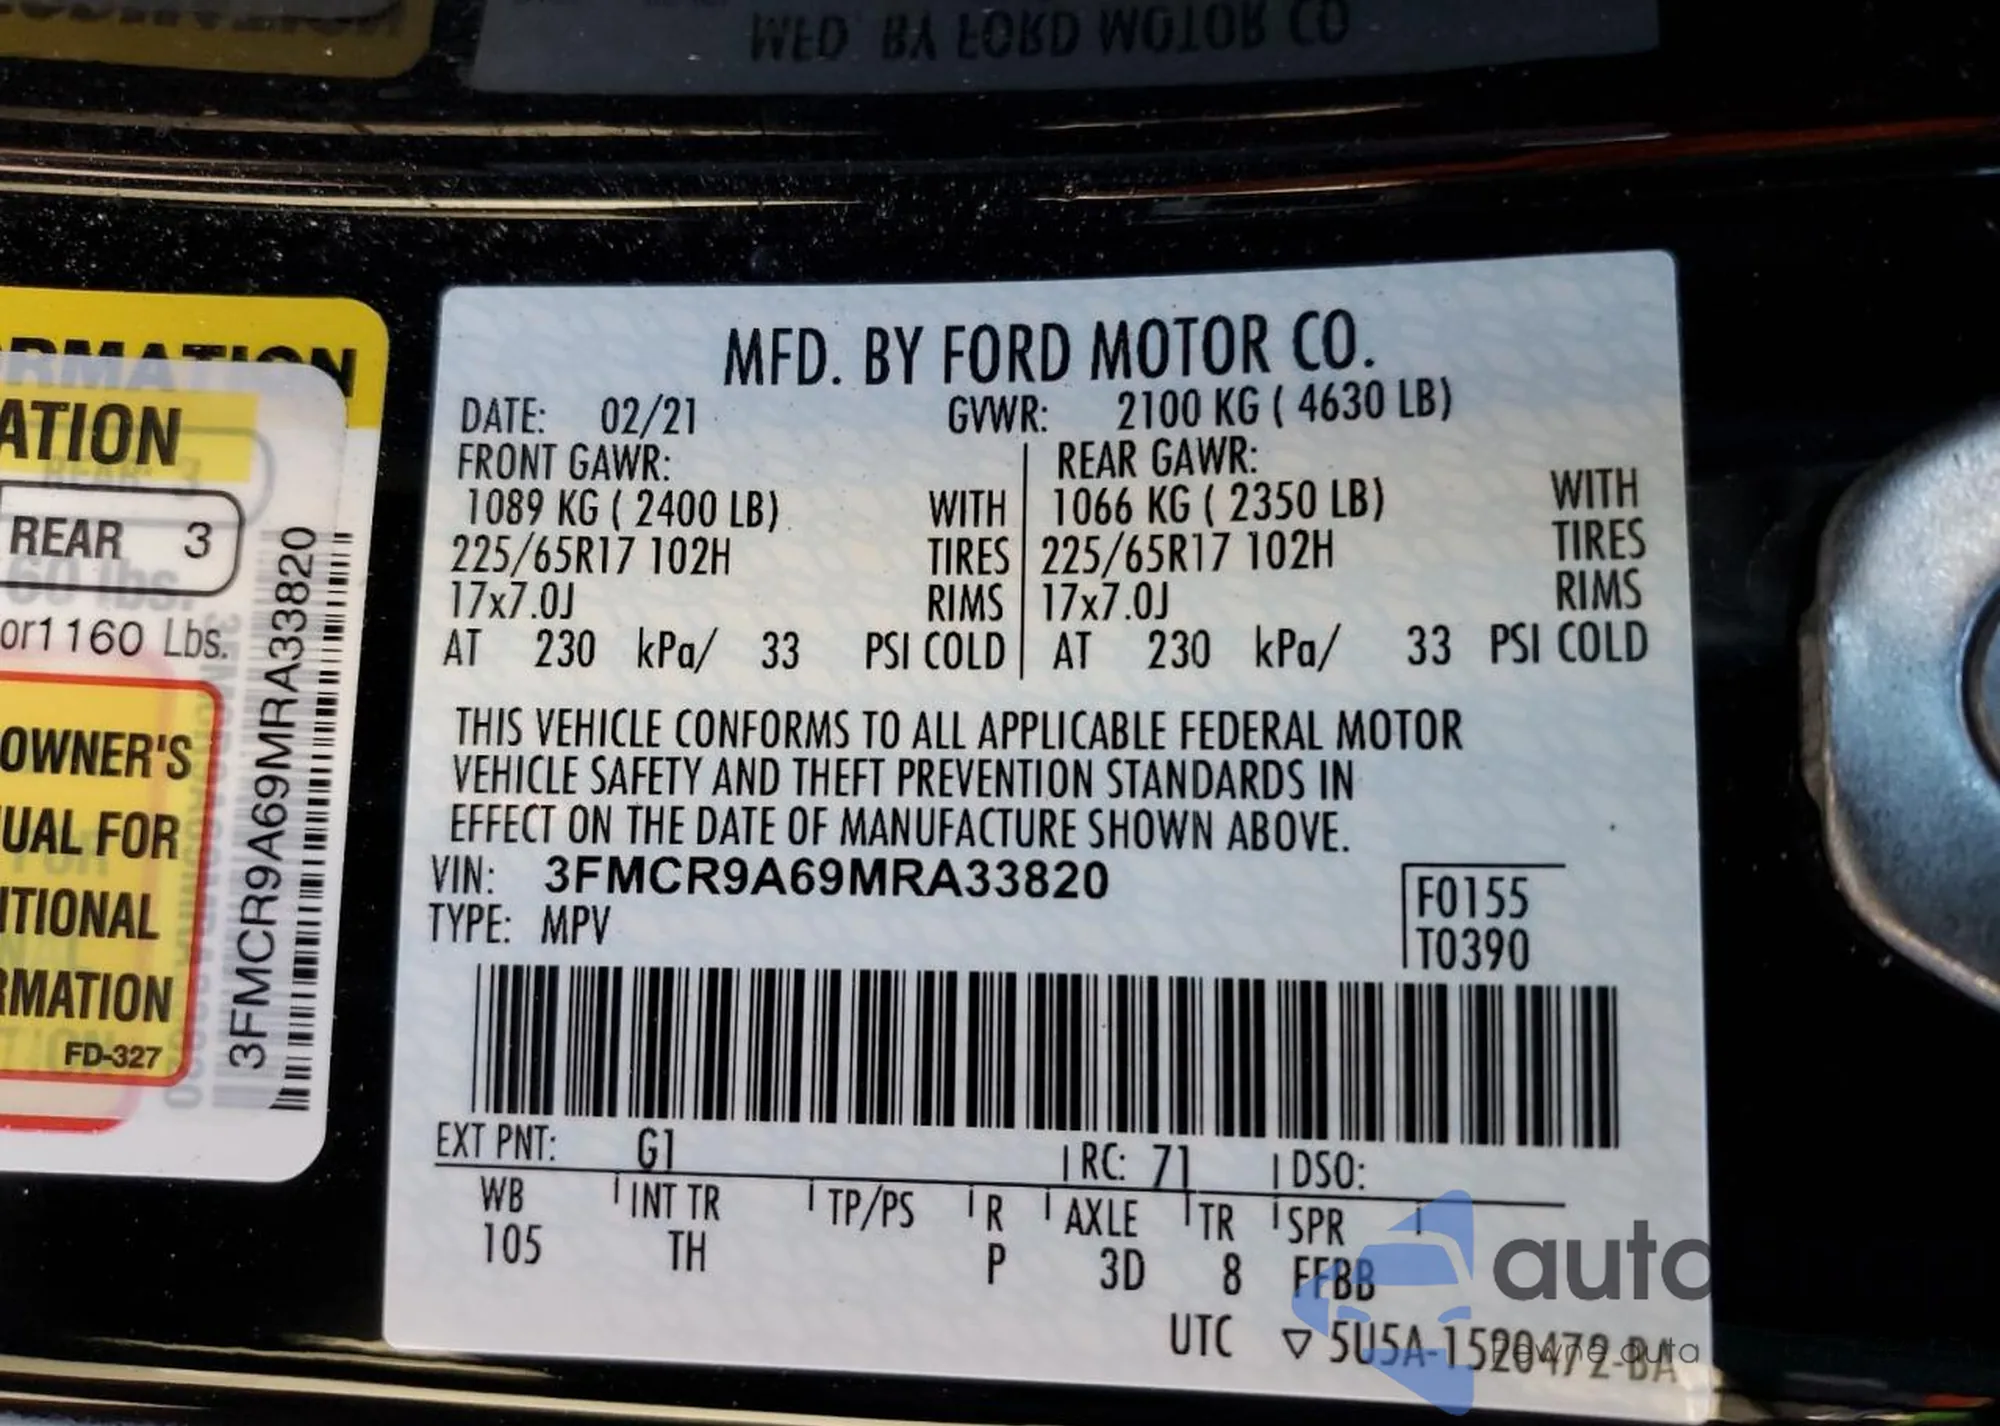 MFD. BY FORD MOTOR CO
RMATION
ATION
REAR 3
or1160 Lbs.
OWNER'S
UAL FOR
ITIONAL
RMATION
FD-327
3FMCR9A69MRA33820
MFD. BY FORD MOTOR CO.
DATE: 02/21 GVWR: 2100 KG ( 4630 LB)
FRONT GAWR: REAR GAWR:
1089 KG ( 2400 LB) WITH 1066 KG ( 2350 LB) WITH
225/65R17 102H TIRES 225/65R17 102H TIRES
17x7.0J RIMS 17x7.0J RIMS
AT 230 kPa/ 33 PSI COLD AT 230 kPa/ 33 PSI COLD
THIS VEHICLE CONFORMS TO ALL APPLICABLE FEDERAL MOTOR
VEHICLE SAFETY AND THEFT PREVENTION STANDARDS IN
EFFECT ON THE DATE OF MANUFACTURE SHOWN ABOVE.
VIN: 3FMCR9A69MRA33820
TYPE: MPV
F0155
T0390
EXT PNT: G1 RC: 71 DSO:
WB INT TR TP/PS R AXLE TR SPR
105 TH P 3D 8 FFBB
UTC ▽ 5U5A-1520472-BA
auto
Pewne auto